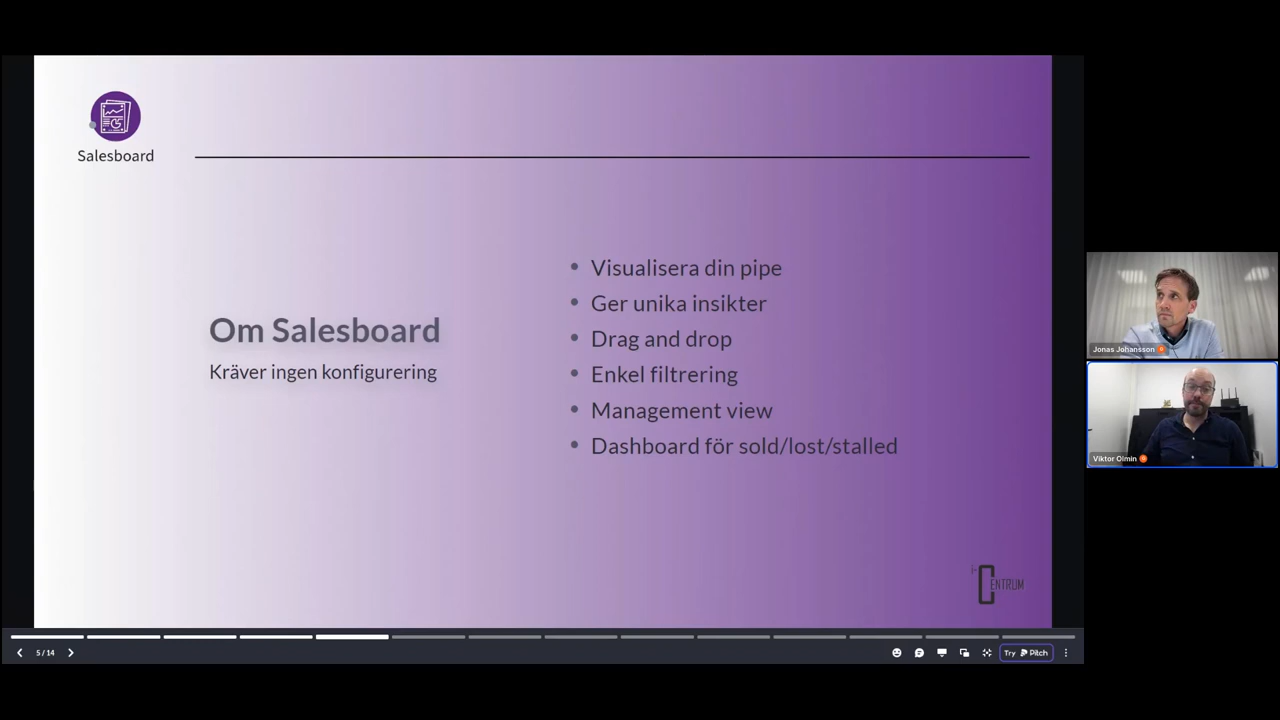 Salesboard
Om Salesboard
Kräver ingen konfigurering
Visualisera din pipe
Ger unika insikter
Drag and drop
Enkel filtrering
Management view
Dashboard för sold/lost/stalled
i-CENTRUM
Jonas Johansson
Viktor Olmin
5 / 14
Try Pitch